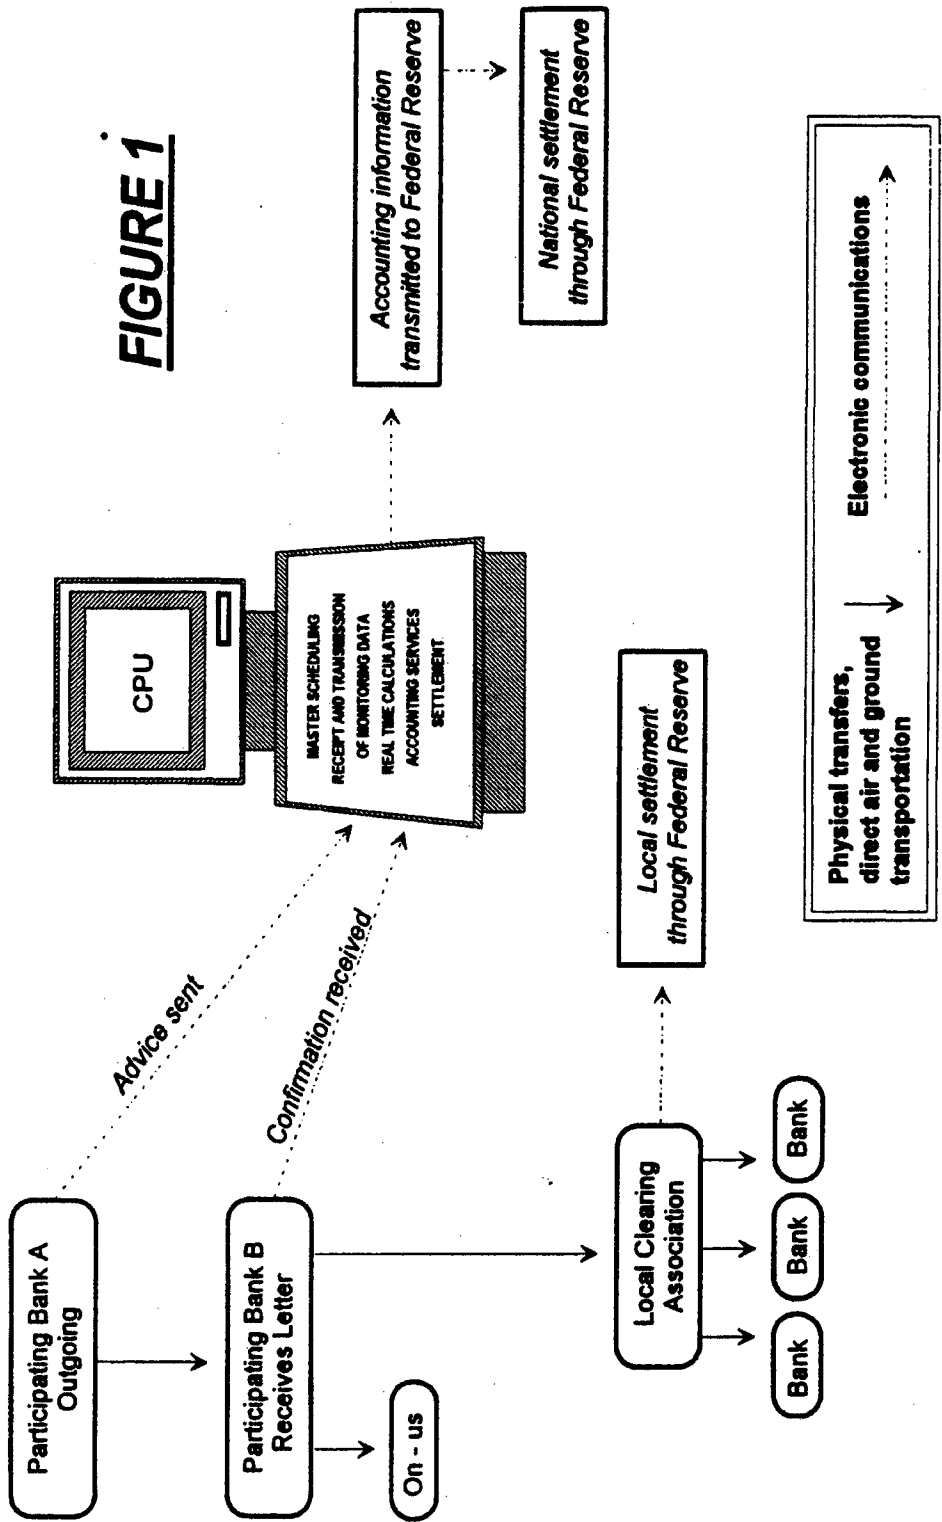 FIGURE 1
Participating Bank A
Outgoing
Advice sent
CPU
Participating Bank B
Receives Letter
Confirmation received
MASTER SCHEDULING
RECEIPT AND TRANSMISSION
OF MONITORING DATA
REAL TIME CALCULATIONS
ACCOUNTING SERVICES
SETTLEMENT
Accounting information
transmitted to Federal Reserve
On - us
National settlement
through Federal Reserve
Local Clearing
Association
Local settlement
through Federal Reserve
Bank
Bank
Bank
Physical transfers,
direct air and ground
transportation
Electronic communications